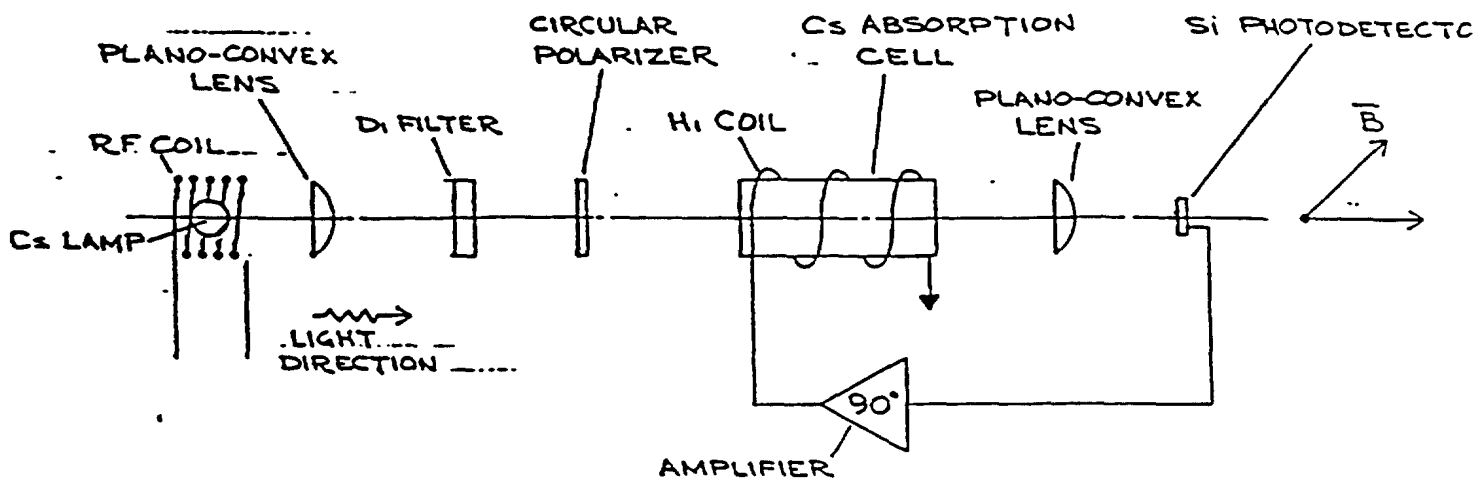 PLANO-CONVEX
LENS
CIRCULAR
POLARIZER
Cs ABSORPTION
CELL
Si PHOTODETECTO
R.F. COIL
D1 FILTER
H1 COIL
PLANO-CONVEX
LENS
B
Cs LAMP
LIGHT
DIRECTION
90°
AMPLIFIER